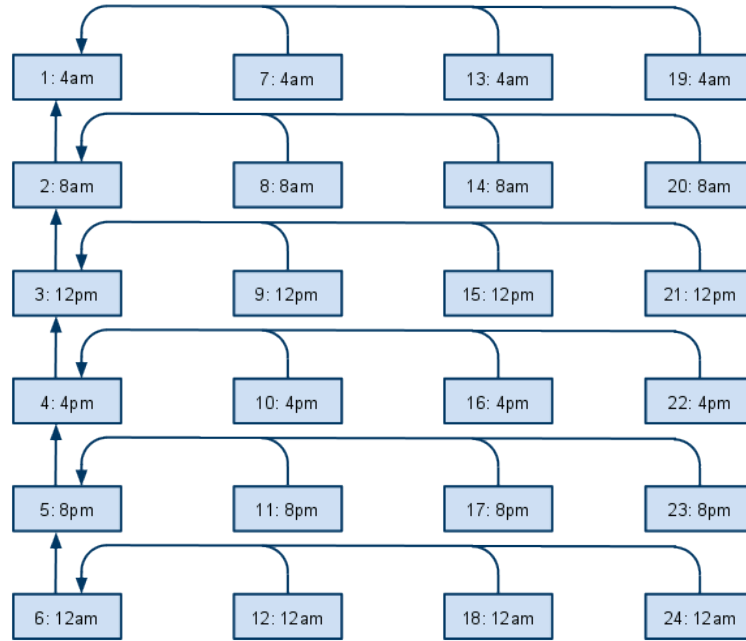 1: 4am
7: 4am
13: 4am
19: 4am
2: 8am
8: 8am
14: 8am
20: 8am
3: 12pm
9: 12pm
15: 12pm
21: 12pm
4: 4pm
10: 4pm
16: 4pm
22: 4pm
5: 8pm
11: 8pm
17: 8pm
23: 8pm
6: 12am
12: 12am
18: 12am
24: 12am